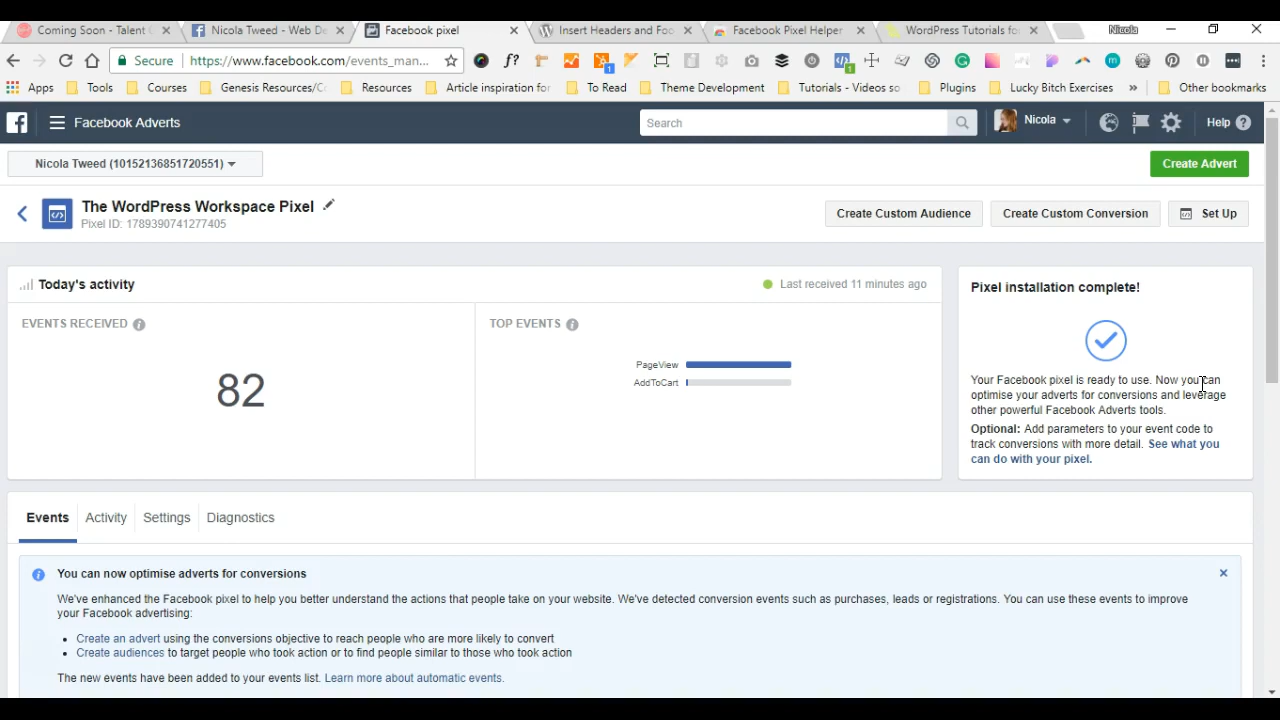 Coming Soon - Talent
Nicola Tweed - Web De
Facebook pixel
Insert Headers and Foo
Facebook Pixel Helper
WordPress Tutorials fo
Nicola
Secure
https://www.facebook.com/events_man...
f?
1
1
Apps
Tools
Courses
Genesis Resources/Co
Resources
Article inspiration for
To Read
Theme Development
Tutorials - Videos so
Plugins
Lucky Bitch Exercises
»
Other bookmarks
Facebook Adverts
Search
Nicola
Help
Nicola Tweed (10152136851720551)
Create Advert
The WordPress Workspace Pixel
Pixel ID: 1789390741277405
Create Custom Audience
Create Custom Conversion
Set Up
Today's activity
Last received 11 minutes ago
EVENTS RECEIVED
82
TOP EVENTS
PageView
AddToCart
Pixel installation complete!
Your Facebook pixel is ready to use. Now you can
optimise your adverts for conversions and leverage
other powerful Facebook Adverts tools.
Optional: Add parameters to your event code to
track conversions with more detail. See what you
can do with your pixel.
Events
Activity
Settings
Diagnostics
You can now optimise adverts for conversions
We've enhanced the Facebook pixel to help you better understand the actions that people take on your website. We've detected conversion events such as purchases, leads or registrations. You can use these events to improve
your Facebook advertising:
• Create an advert using the conversions objective to reach people who are more likely to convert
• Create audiences to target people who took action or to find people similar to those who took action
The new events have been added to your events list. Learn more about automatic events.